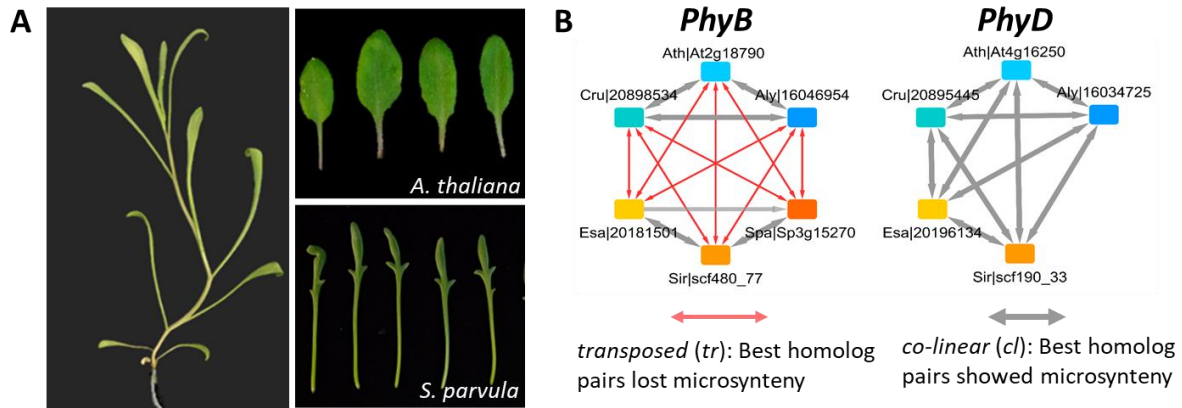 A
A. thaliana
S. parvula
B
PhyB
Ath|At2g18790
Cru|20898534
Aly|16046954
Esa|20181501
Spa|Sp3g15270
Sir|scf480_77
transposed (tr): Best homolog
pairs lost microsynteny
PhyD
Ath|At4g16250
Cru|20895445
Aly|16034725
Esa|20196134
Sir|scf190_33
co-linear (cl): Best homolog
pairs showed microsynteny